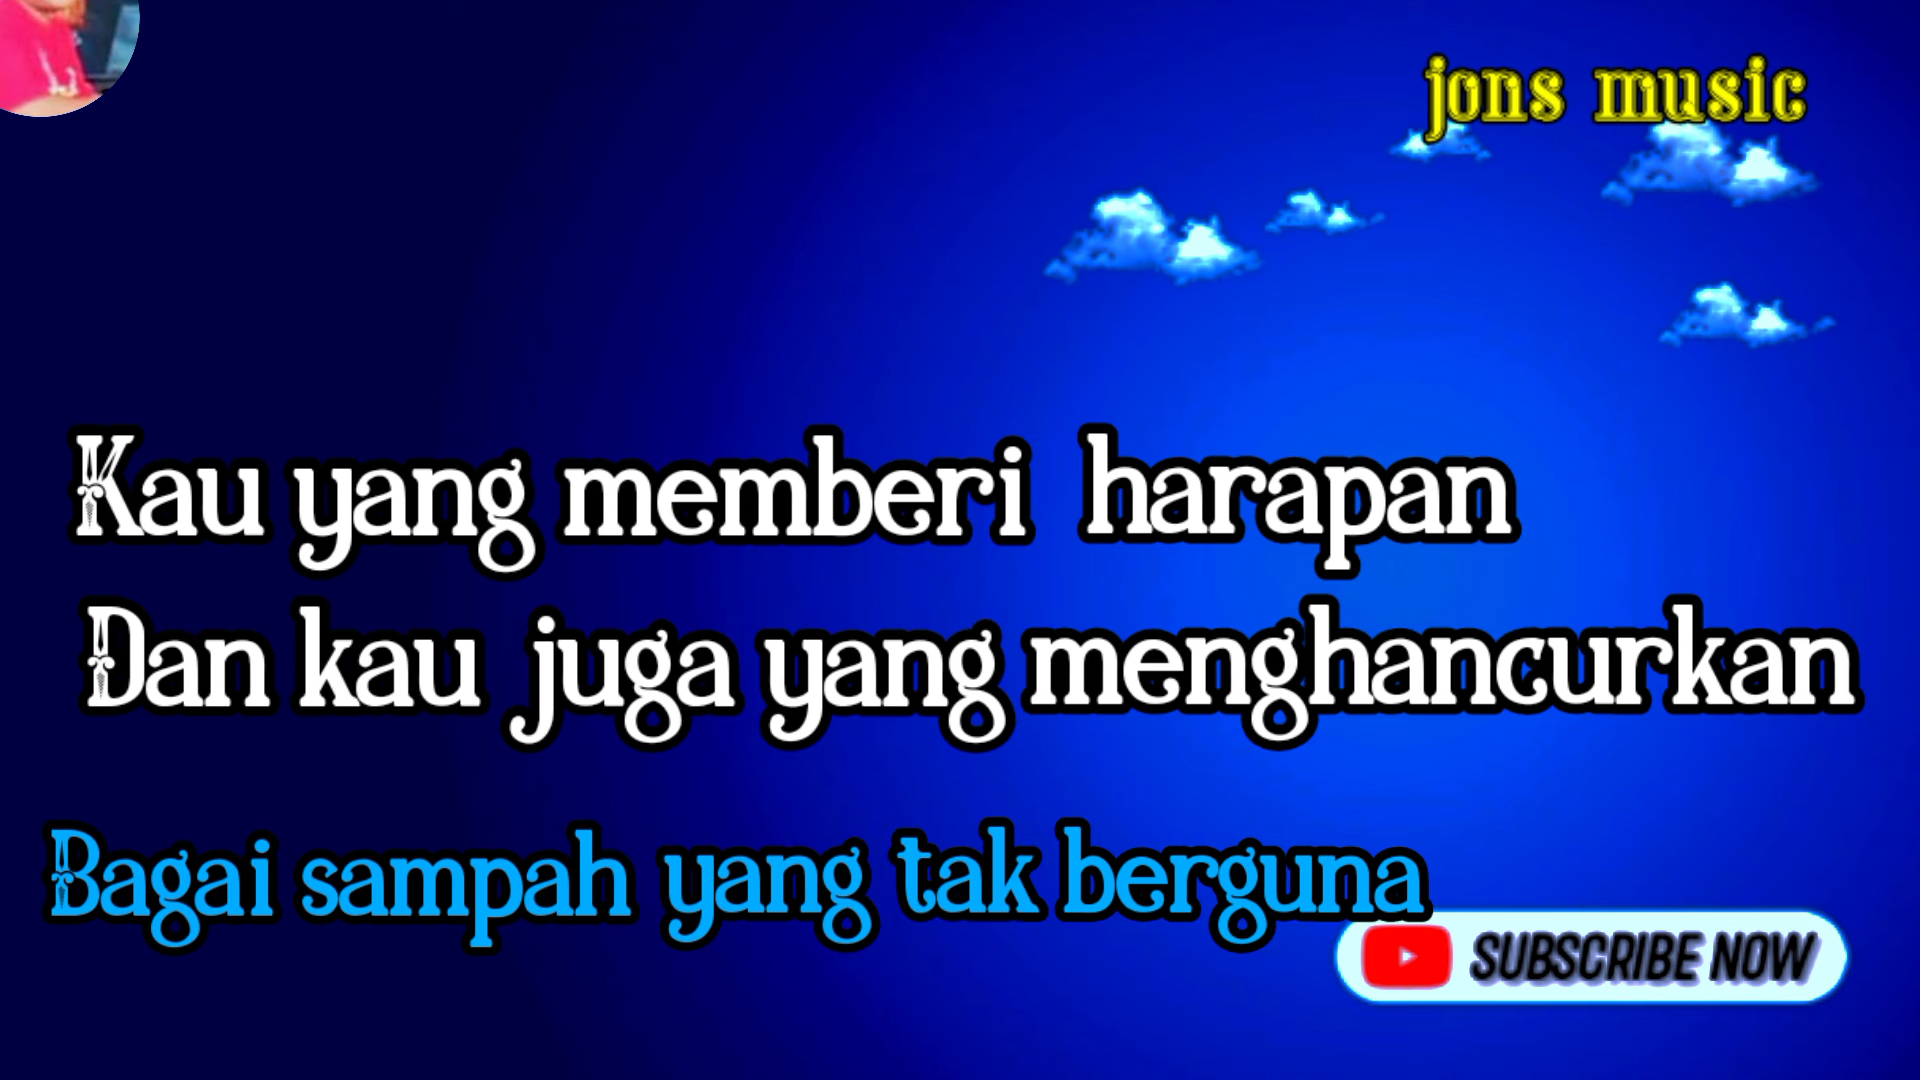 jons music
Kau yang memberi harapan
Dan kau juga yang menghancurkan
Bagai sampah yang tak berguna
SUBSCRIBE NOW